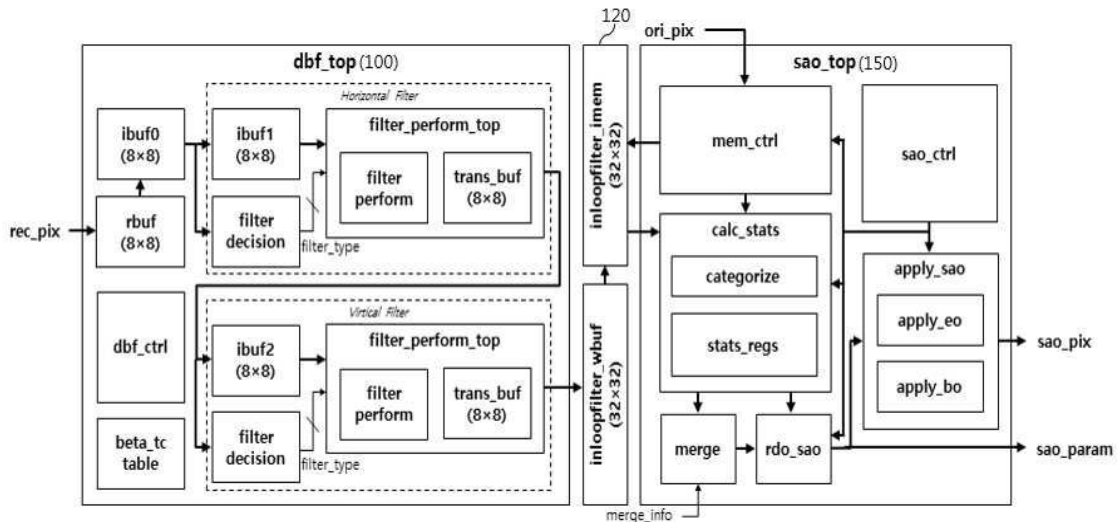 120
ori_pix
dbf_top (100)
sao_top (150)
Horizontal Filter
ibuf0
(8×8)
ibuf1
(8×8)
filter_perform_top
filter
perform
trans_buf
(8×8)
rec_pix
rbuf
(8×8)
filter
decision
filter_type
inloopfilter_imem
(32×32)
mem_ctrl
sao_ctrl
calc_stats
categorize
stats_regs
apply_sao
apply_eo
apply_bo
sao_pix
dbf_ctrl
beta_tc
table
Virtical Filter
ibuf2
(8×8)
filter_perform_top
filter
perform
trans_buf
(8×8)
filter
decision
filter_type
inloopfilter_wbuf
(32×32)
merge
rdo_sao
sao_param
merge_info